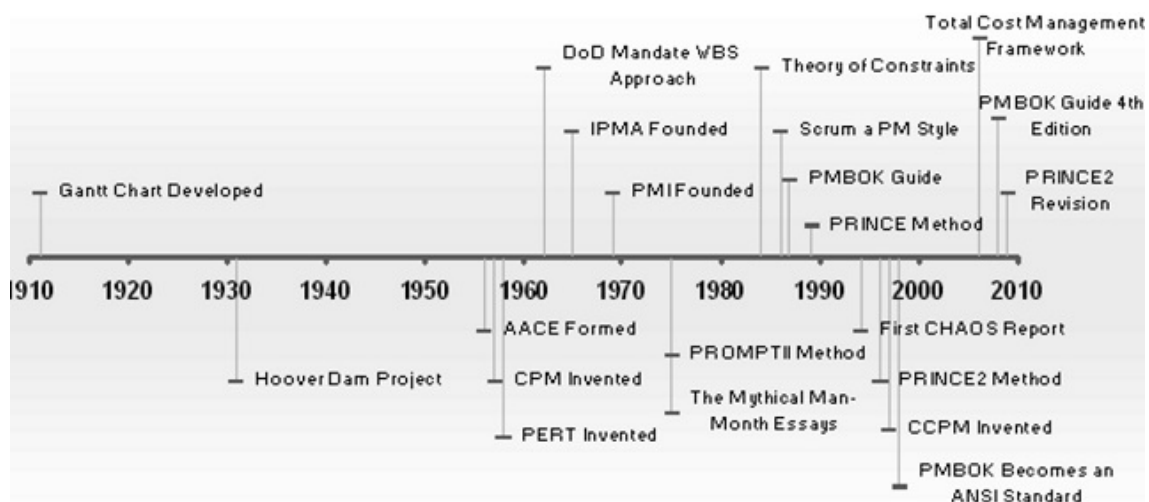 Total Cost Management
Framework
DoD Mandate WBS
Approach
Theory of Constraints
PMBOK Guide 4th
Edition
IPMA Founded
Scrum a PM Style
Gantt Chart Developed
PMI Founded
PMBOK Guide
PRINCE2
Revision
PRINCE Method
1910 1920 1930 1940 1950 1960 1970 1980 1990 2000 2010
AACE Formed
First CHAOS Report
PROMPTII Method
Hoover Dam Project
CPM Invented
PRINCE2 Method
The Mythical Man-
Month Essays
PERT Invented
CCPM Invented
PMBOK Becomes an
ANSI Standard